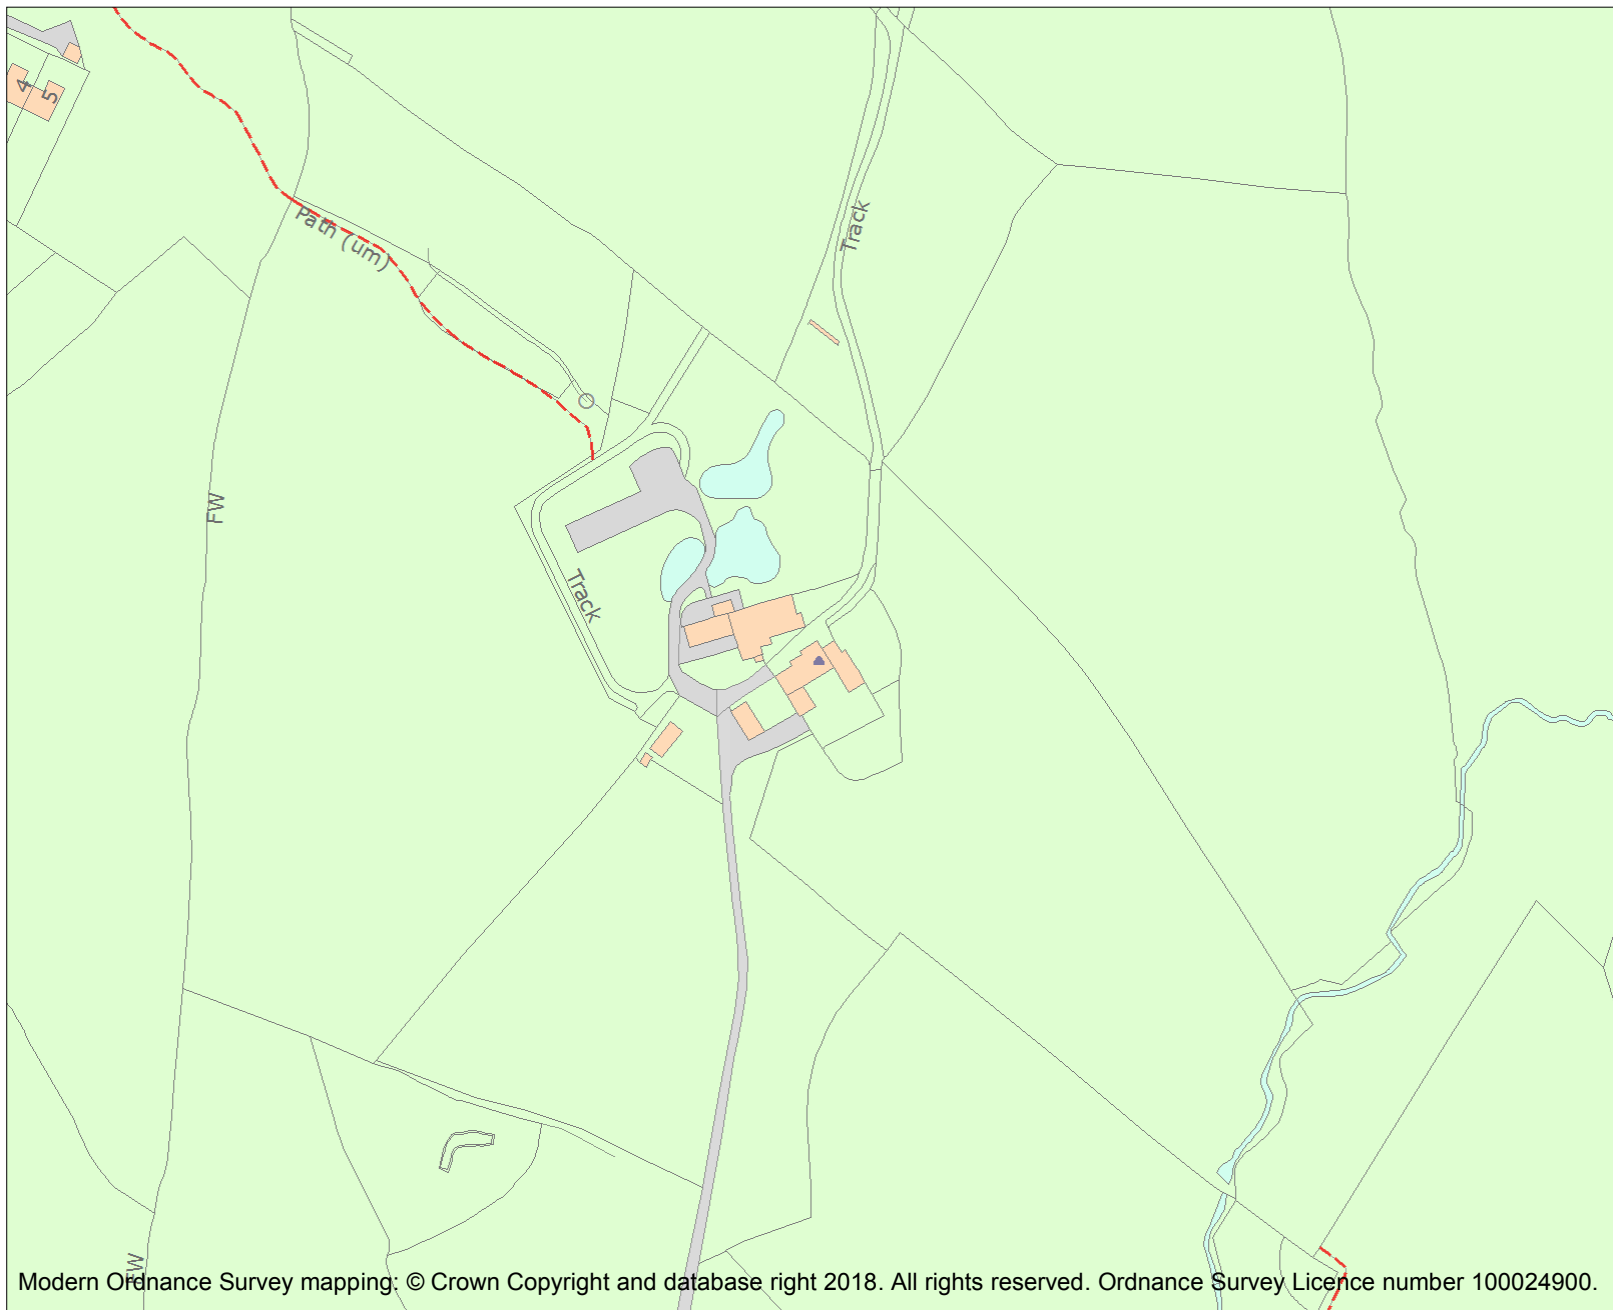 4
5
Path (um)
Track
FW
Track
FW
Modern Ordnance Survey mapping: © Crown Copyright and database right 2018. All rights reserved. Ordnance Survey Licence number 100024900.